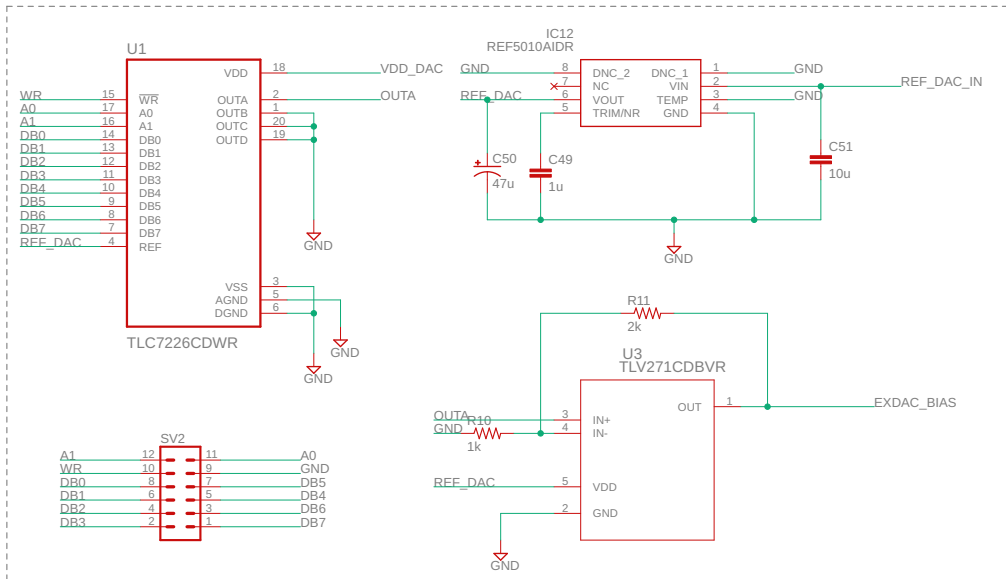 U1
VDD 18 VDD_DAC
WR 15 WR OUTA 2 OUTA
A0 17 A0 OUTB 1
A1 16 A1 OUTC 20
DB0 14 DB0 OUTD 19
DB1 13 DB1
DB2 12 DB2
DB3 11 DB3
DB4 10 DB4
DB5 9 DB5
DB6 8 DB6
DB7 7 DB7
REF_DAC 4 REF
GND
VSS 3
AGND 5
DGND 6
GND
GND
TLC7226CDWR
IC12
REF5010AIDR
GND 8 DNC_2 DNC_1 1 GND
7 NC VIN 2 REF_DAC_IN
REF_DAC 6 VOUT TEMP 3 GND
5 TRIM/NR GND 4
C50
47u
C49
1u
C51
10u
GND
SV2
A1 12 11 A0
WR 10 9 GND
DB0 8 7 DB5
DB1 6 5 DB4
DB2 4 3 DB6
DB3 2 1 DB7
R11
2k
U3
TLV271CDBVR
OUT 1 EXDAC_BIAS
OUTA 3 IN+
GND R10 4 IN-
1k
REF_DAC 5 VDD
2 GND
GND